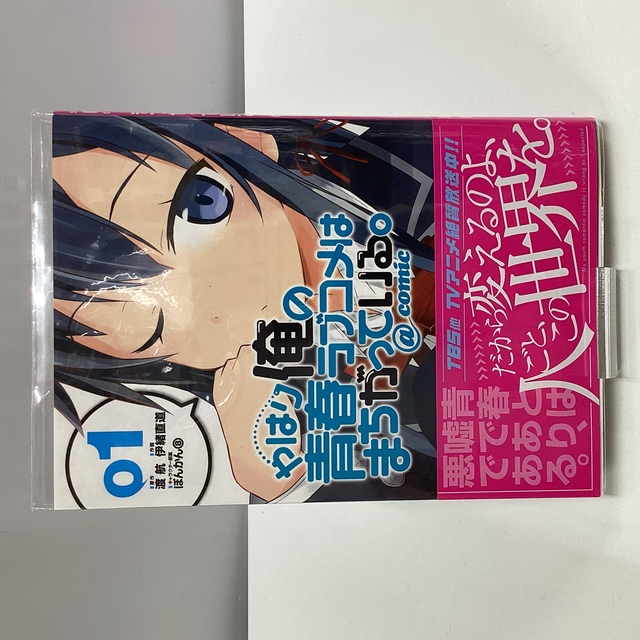 01
原作 渡 航
作画 伊緒直道
キャラクター原案 ぽんかん⑧
やはり俺の
青春ラブコメは
まちがっている。
@comic
TBS他 TVアニメ絶賛放送中!!
だから変えるのよ、
人ごと、この世界を。
青春とは
嘘であり、
悪である。